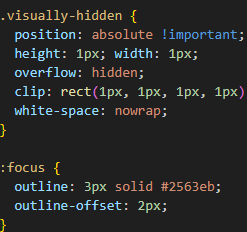 .visually-hidden {
  position: absolute !important;
  height: 1px; width: 1px;
  overflow: hidden;
  clip: rect(1px, 1px, 1px, 1px)
  white-space: nowrap;
}

:focus {
  outline: 3px solid #2563eb;
  outline-offset: 2px;
}